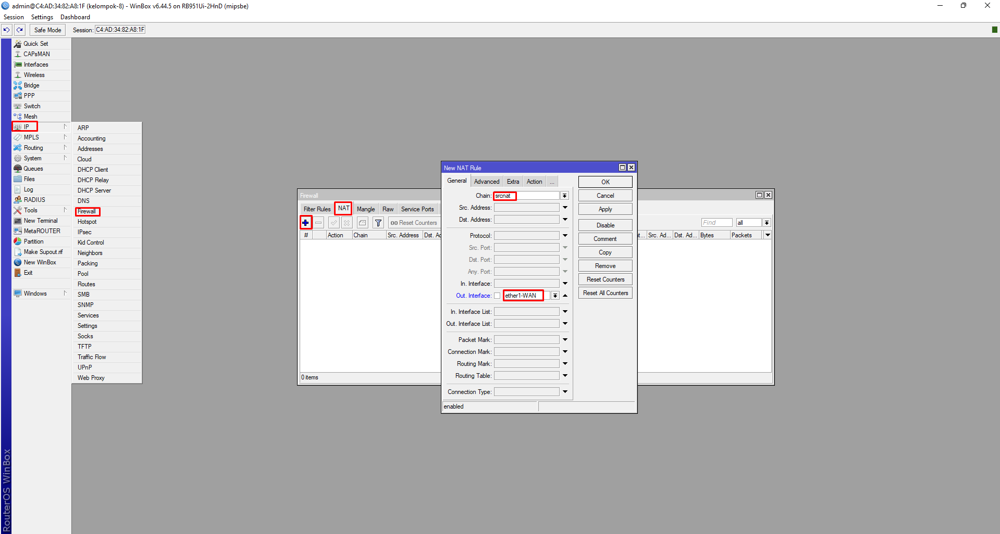 admin@C4:AD:34:82:A8:1F (kelompok-8) - WinBox v6.44.5 on RB951Ui-2HnD (mipsbe)
Session Settings Dashboard
Safe Mode Session: C4:AD:34:82:A8:1F
Quick Set
CAPsMAN
Interfaces
Wireless
Bridge
PPP
Switch
Mesh
IP
MPLS
Routing
System
Queues
Files
Log
RADIUS
Tools
New Terminal
MetaROUTER
Partition
Make Supout.rif
New WinBox
Exit
Windows
RouterOS WinBox
ARP
Accounting
Addresses
Cloud
DHCP Client
DHCP Relay
DHCP Server
DNS
Firewall
Hotspot
IPsec
Kid Control
Neighbors
Packing
Pool
Routes
SMB
SNMP
Services
Settings
Socks
TFTP
Traffic Flow
UPnP
Web Proxy
Firewall
Filter Rules NAT Mangle Raw Service Ports
00 Reset Counters Find all
# Action Chain Src. Address Dst. Ad t... Src. Ad... Dst. Ad... Bytes Packets
0 items
New NAT Rule
General Advanced Extra Action ...
Chain: srcnat
Src. Address:
Dst. Address:
Protocol:
Src. Port:
Dst. Port:
Any. Port:
In. Interface:
Out. Interface: ether1-WAN
In. Interface List:
Out. Interface List:
Packet Mark:
Connection Mark:
Routing Mark:
Routing Table:
Connection Type:
enabled
OK
Cancel
Apply
Disable
Comment
Copy
Remove
Reset Counters
Reset All Counters